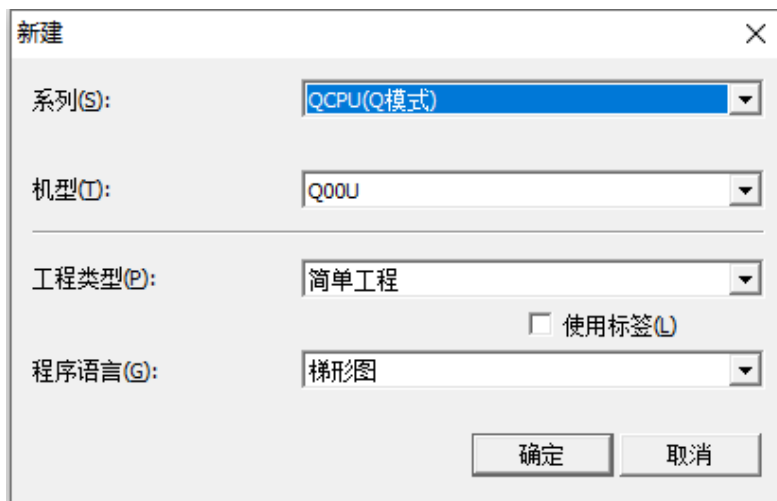 新建
系列(S): QCPU(Q模式)
机型(T): Q00U
工程类型(P): 简单工程
使用标签(L)
程序语言(G): 梯形图
确定 取消